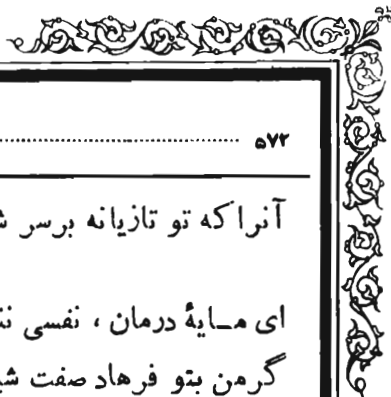 ۵۷۲
آنرا که تو تازیانه برسر
ای مـایهٔ درمان ، نفسی
گرمن بتو فرهاد صفت